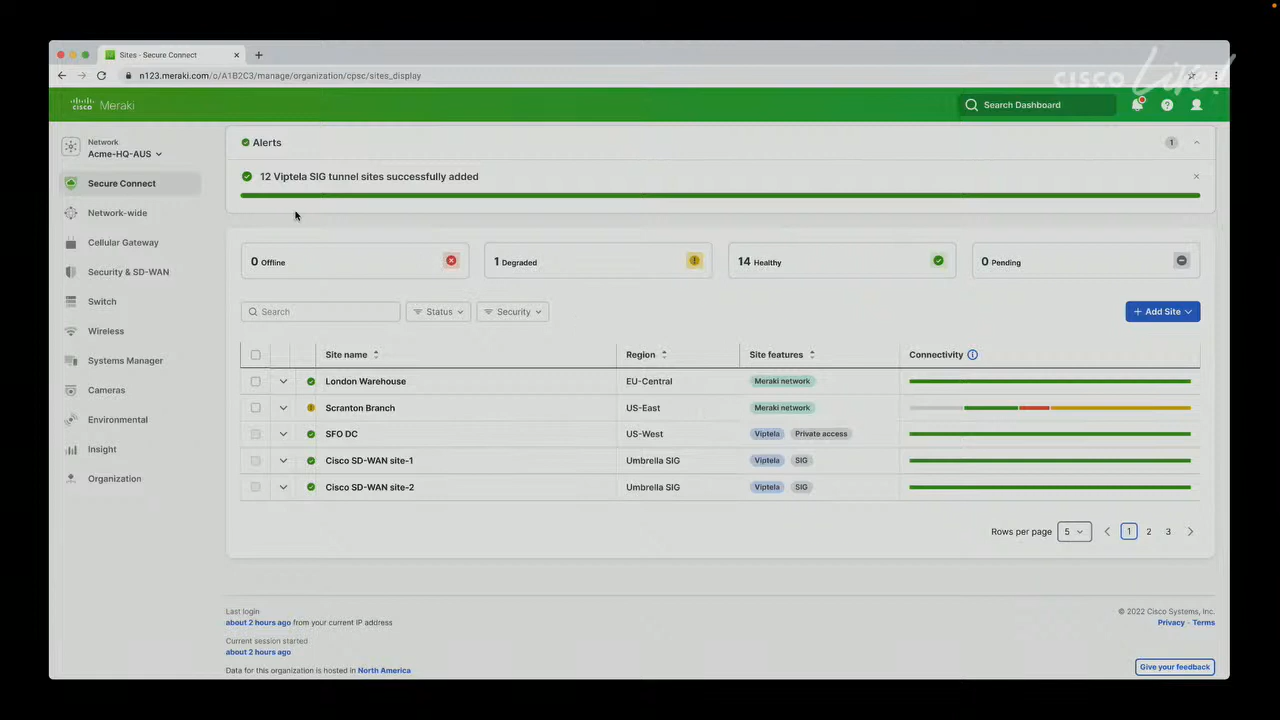 Sites - Secure Connect
n123.meraki.com/o/A1B2C3/manage/organization/cpsc/sites_display
CISCO Live!
CISCO Meraki
Search Dashboard
Network
Acme-HQ-AUS
Secure Connect
Network-wide
Cellular Gateway
Security & SD-WAN
Switch
Wireless
Systems Manager
Cameras
Environmental
Insight
Organization
Alerts
1
12 Viptela SIG tunnel sites successfully added
0 Offline
1 Degraded
14 Healthy
0 Pending
Search
Status
Security
+ Add Site
Site name Region Site features Connectivity
London Warehouse EU-Central Meraki network
Scranton Branch US-East Meraki network
SFO DC US-West Viptela Private access
Cisco SD-WAN site-1 Umbrella SIG Viptela SIG
Cisco SD-WAN site-2 Umbrella SIG Viptela SIG
Rows per page 5 1 2 3
Last login
about 2 hours ago from your current IP address
Current session started
about 2 hours ago
Data for this organization is hosted in North America
© 2022 Cisco Systems, Inc.
Privacy - Terms
Give your feedback